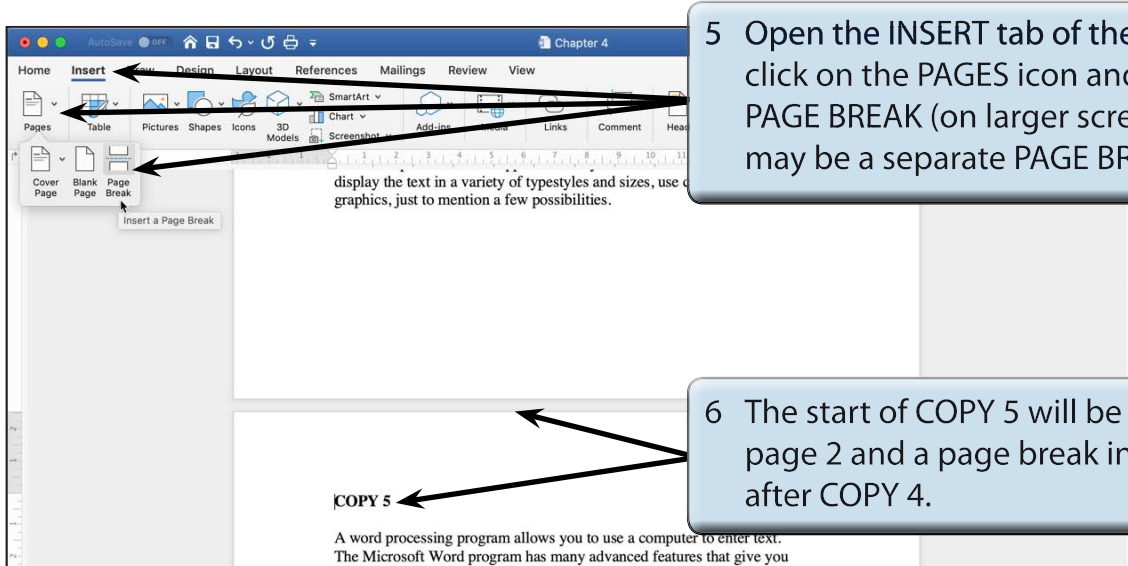 AutoSave OFF
Chapter 4
Home Insert Draw Design Layout References Mailings Review View
Pages
Table
Pictures Shapes Icons 3D Models
SmartArt
Chart
Screenshot
Add-ins Media Links Comment
Cover Page
Blank Page
Page Break
Insert a Page Break
display the text in a variety of typestyles and sizes, use
graphics, just to mention a few possibilities.
5 Open the INSERT tab of the
click on the PAGES icon and
PAGE BREAK (on larger
may be a separate PAGE
6 The start of COPY 5 will be
page 2 and a page break
after COPY 4.
COPY 5
A word processing program allows you to use a computer to enter text.
The Microsoft Word program has many advanced features that give you